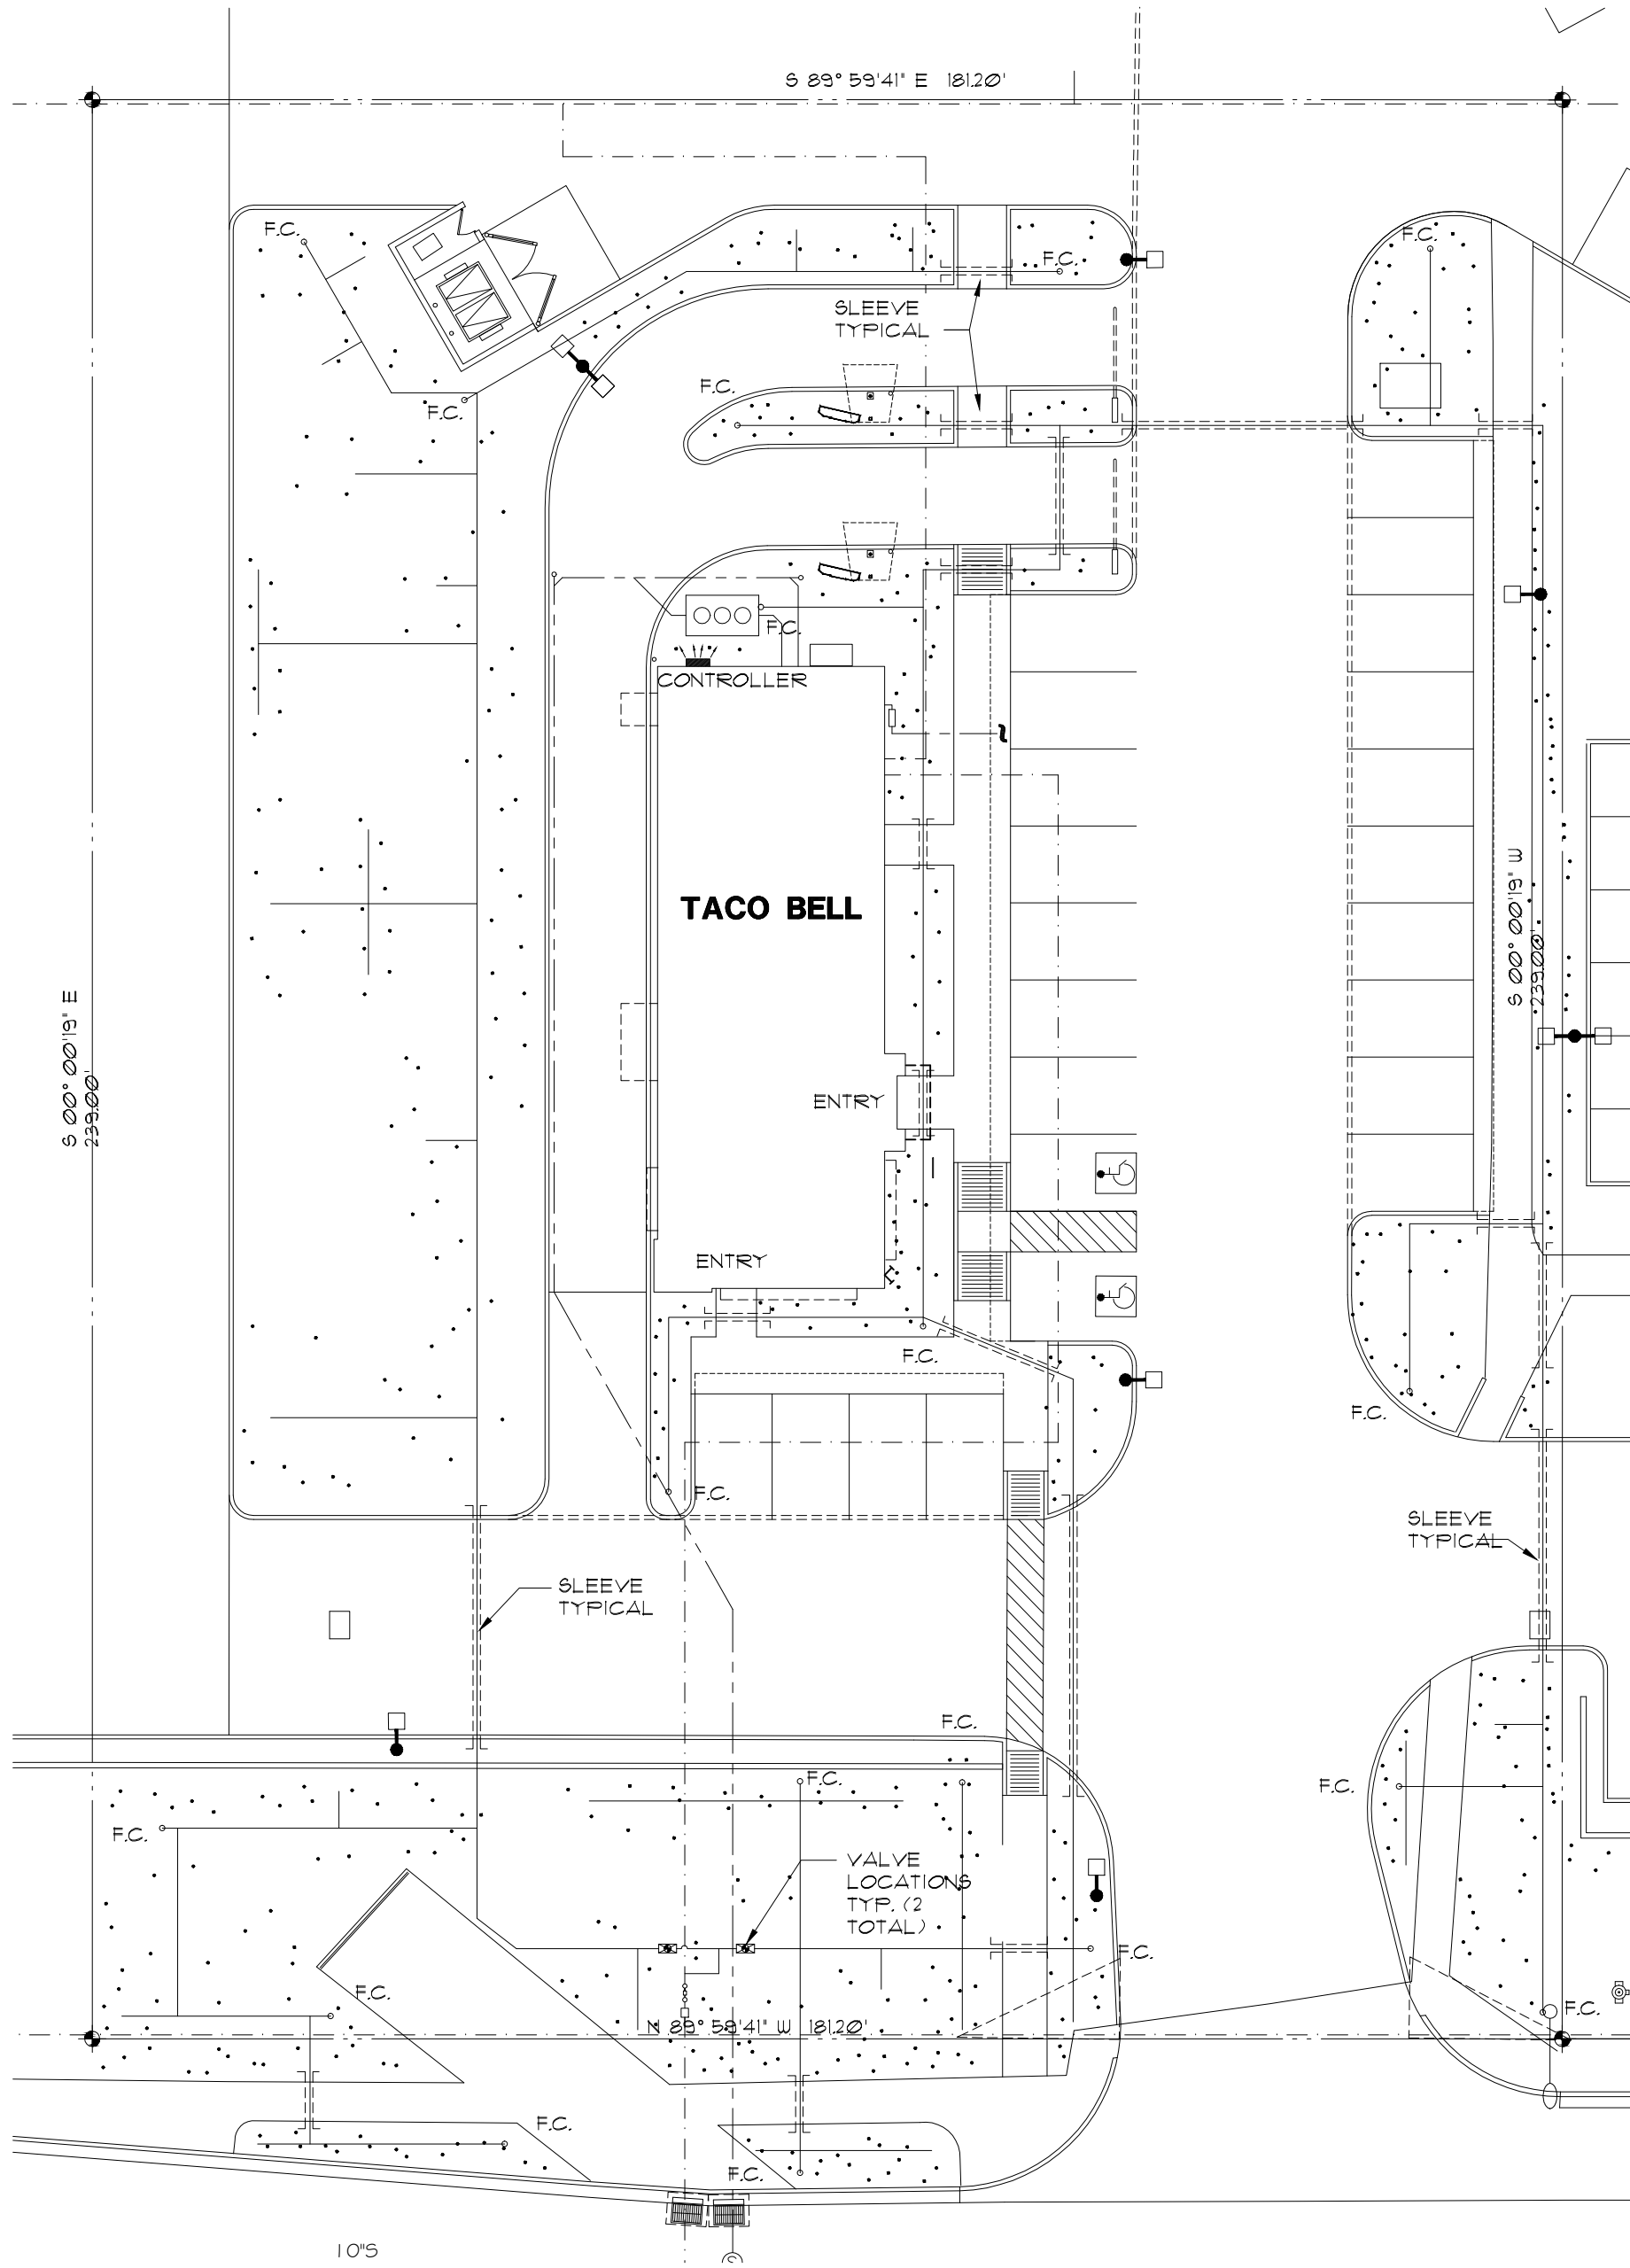 S 89° 59'41" E 181.20'
F.C.
F.C.
F.C.
SLEEVE
TYPICAL
F.C.
F.C.
F.C.
CONTROLLER
TACO BELL
S 00° 00'19" W
239.00'
S 00° 00'19" E
239.00'
ENTRY
ENTRY
F.C.
F.C.
F.C.
SLEEVE
TYPICAL
SLEEVE
TYPICAL
F.C.
F.C.
F.C.
F.C.
VALVE
LOCATIONS
TYP. (2
TOTAL)
F.C.
F.C.
F.C.
N 89° 59'41" W 181.20'
F.C.
F.C.
10"S
S